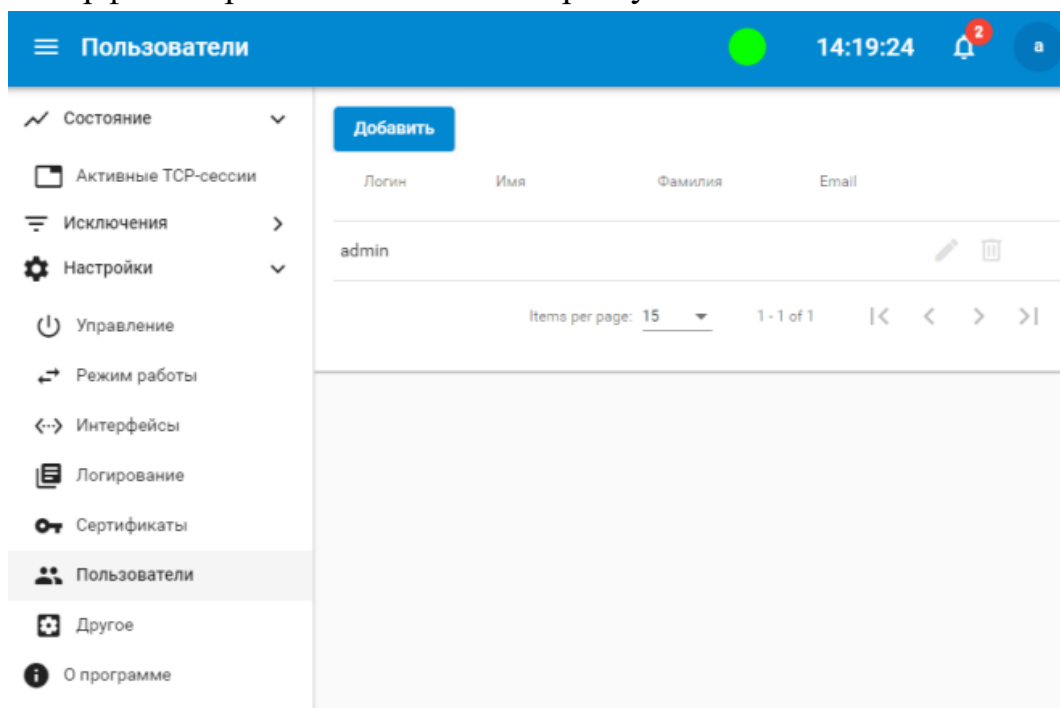 Пользователи 14:19:24 2 a
Состояние
Активные TCP-сессии
Исключения
Настройки
Управление
Режим работы
Интерфейсы
Логирование
Сертификаты
Пользователи
Другое
О программе
Добавить
Логин Имя Фамилия Email
admin
Items per page: 15 1 - 1 of 1